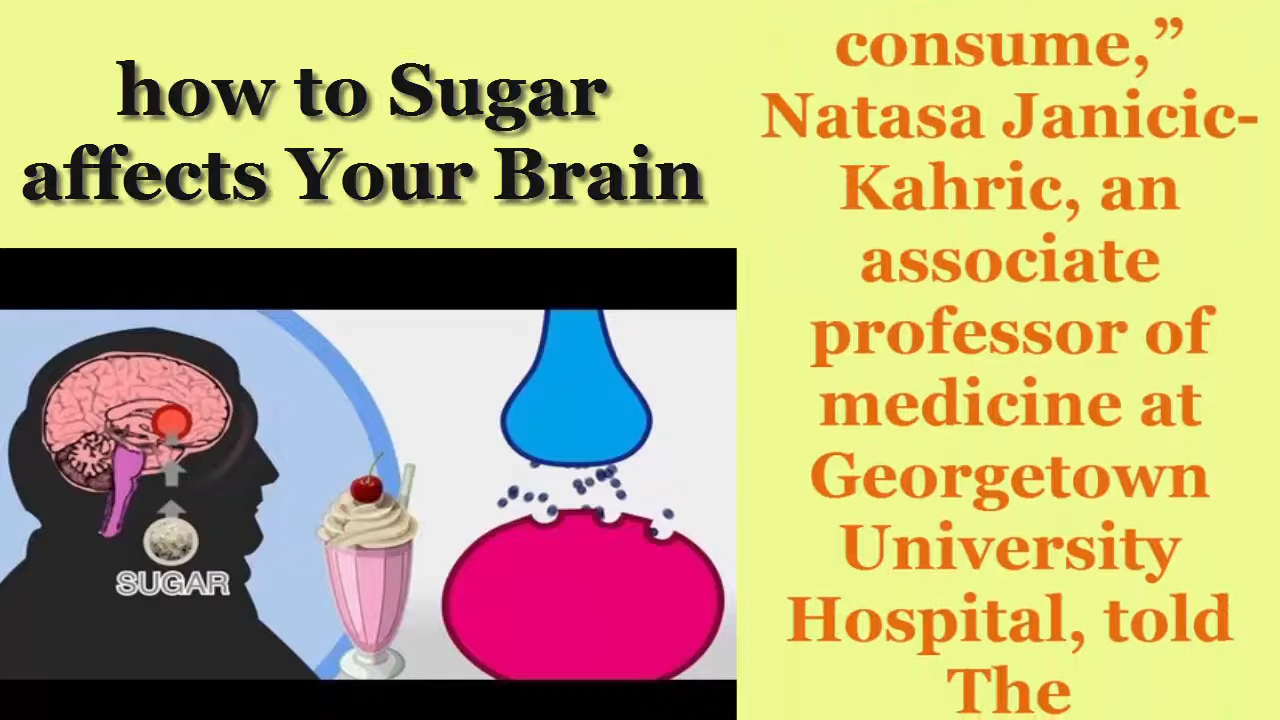 how to Sugar
affects Your Brain
SUGAR
consume,”
Natasa Janicic-
Kahric, an
associate
professor of
medicine at
Georgetown
University
Hospital, told
The